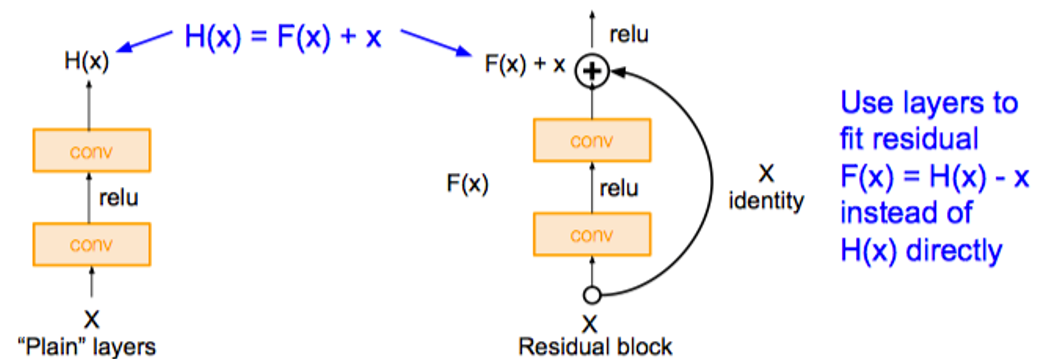 H(x) = F(x) + x
H(x)
conv
relu
conv
X
“Plain” layers
relu
F(x) + x
+
conv
F(x)
relu
conv
X
identity
X
Residual block
Use layers to
fit residual
F(x) = H(x) - x
instead of
H(x) directly